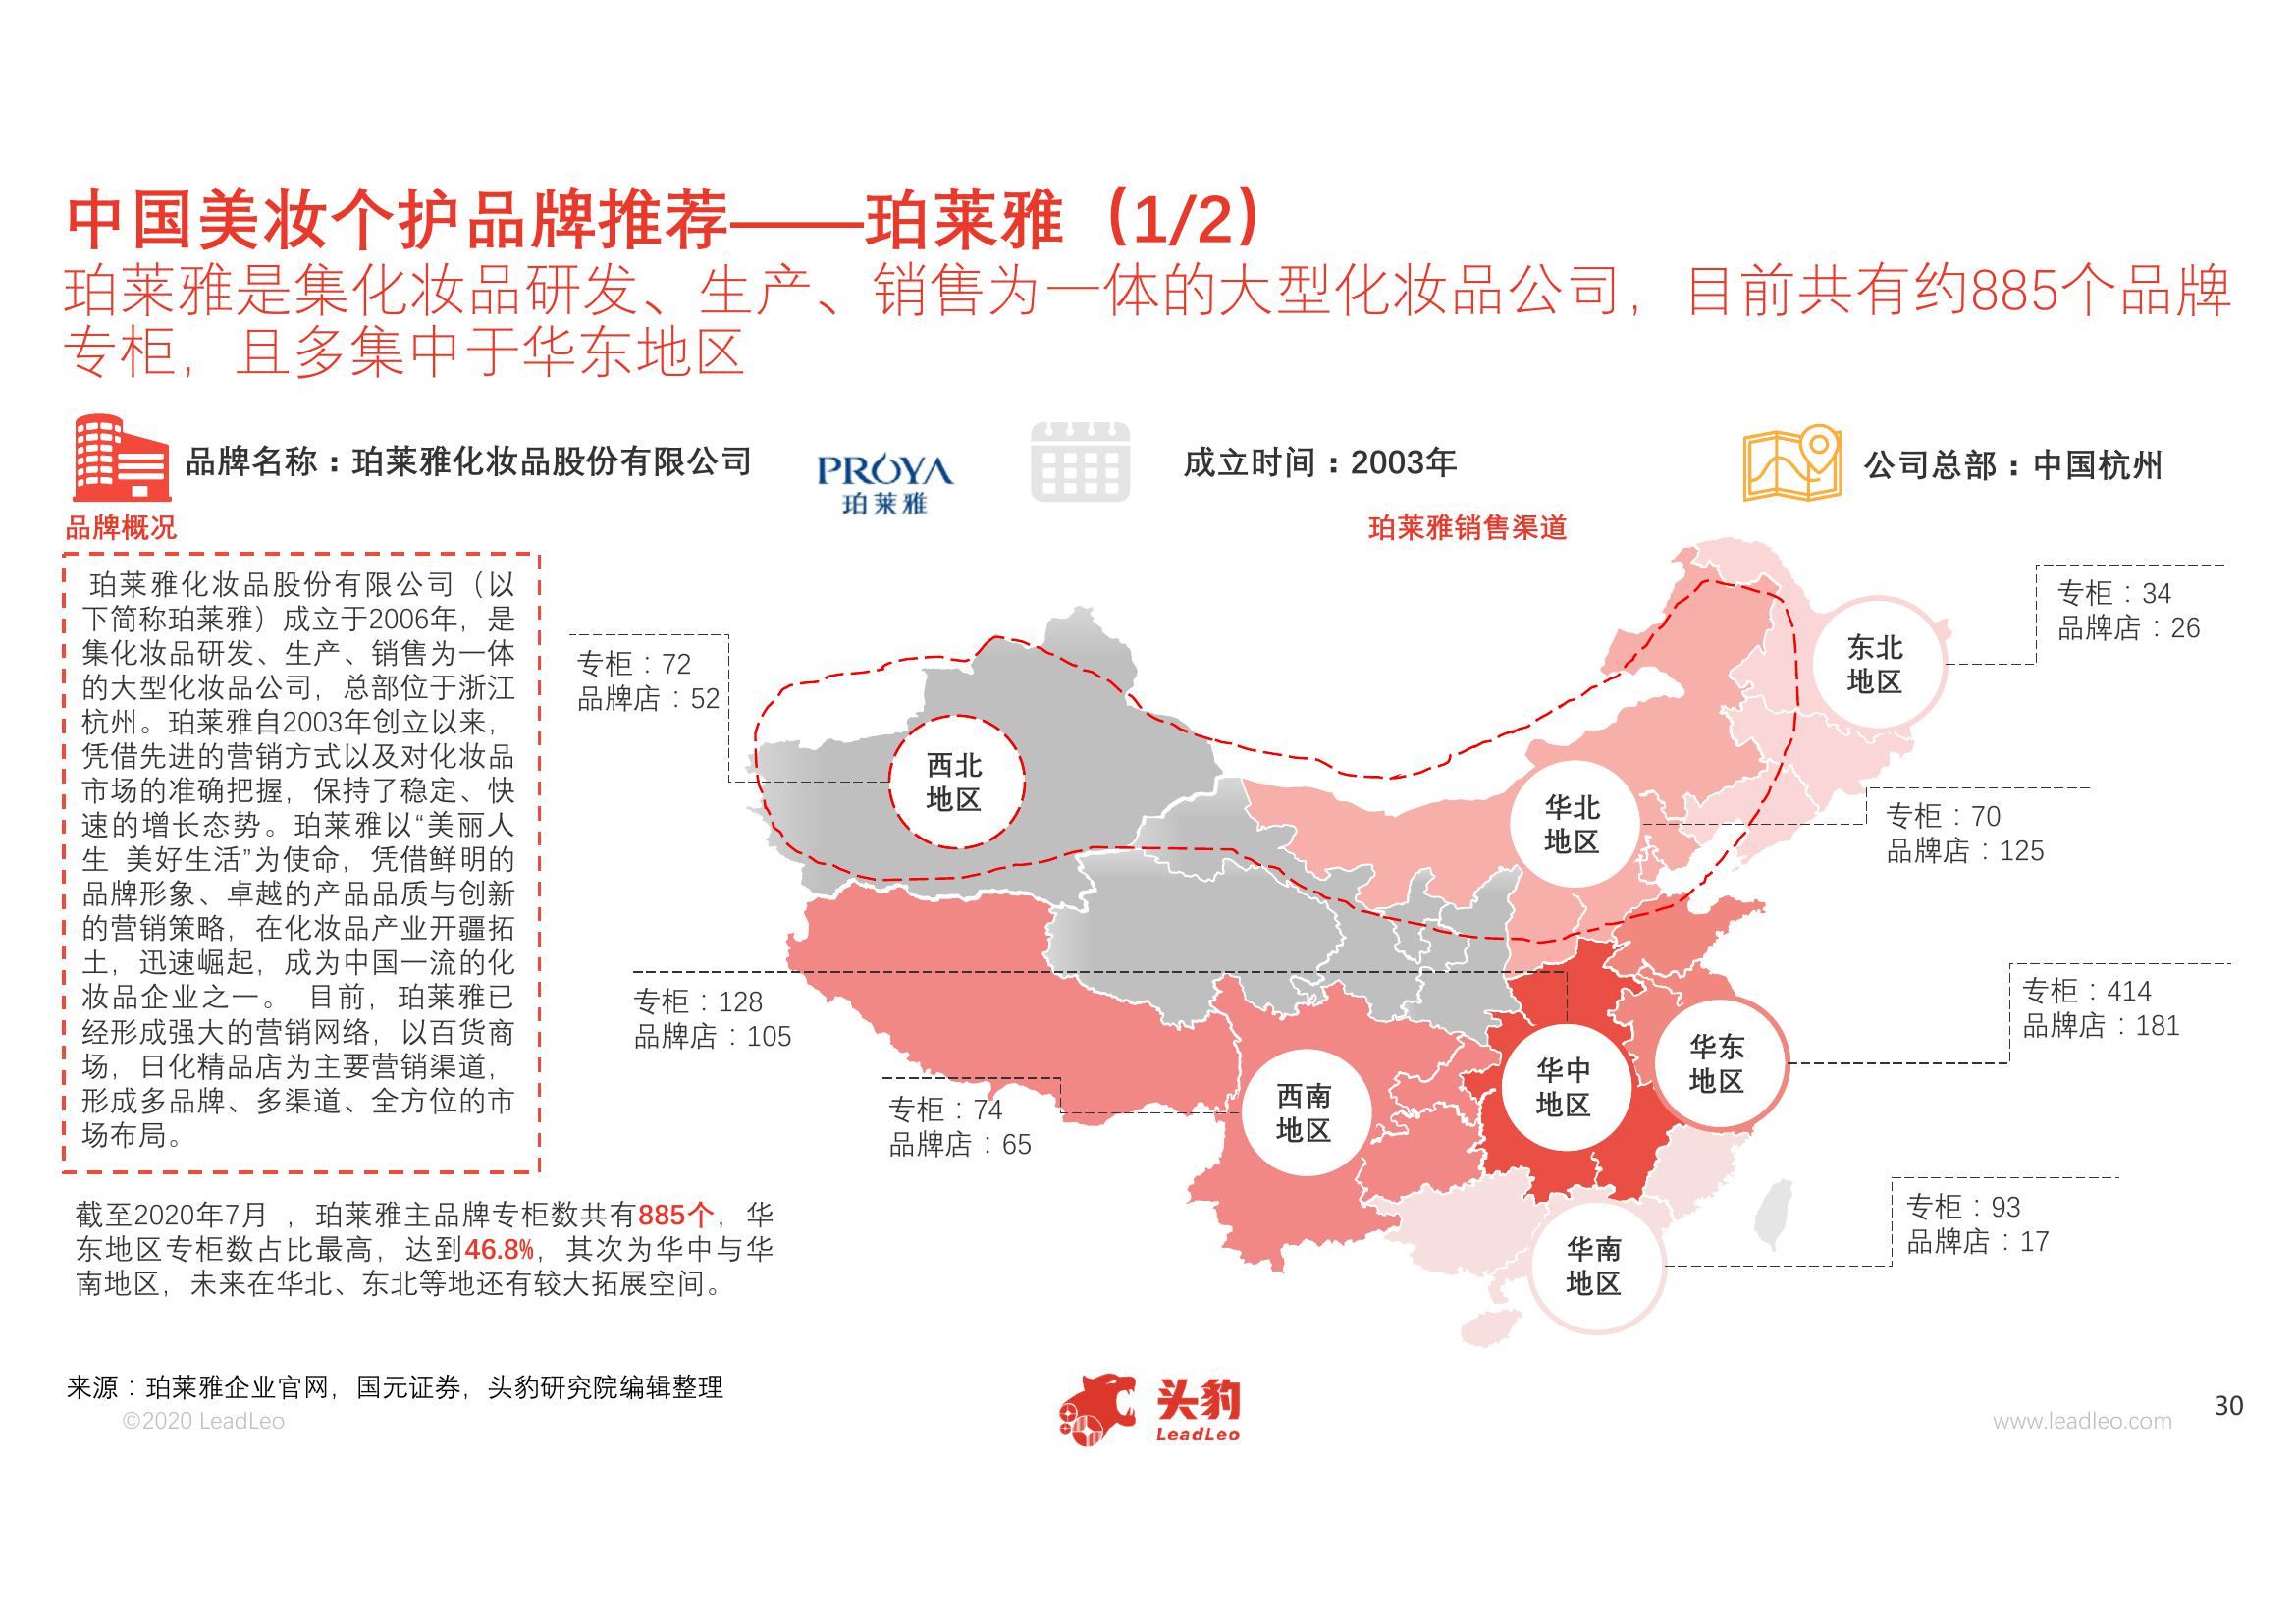 中国美妆个护品牌推荐——珀莱雅（1/2）
珀莱雅是集化妆品研发、生产、销售为一体的大型化妆品公司，目前共有约885个品牌
专柜，且多集中于华东地区
品牌名称：珀莱雅化妆品股份有限公司
PROYA
珀莱雅
成立时间：2003年
公司总部：中国杭州
品牌概况
珀莱雅化妆品股份有限公司（以
下简称珀莱雅）成立于2006年，是
集化妆品研发、生产、销售为一体
的大型化妆品公司，总部位于浙江
杭州。珀莱雅自2003年创立以来，
凭借先进的营销方式以及对化妆品
市场的准确把握，保持了稳定、快
速的增长态势。珀莱雅以“美丽人
生 美好生活”为使命，凭借鲜明的
品牌形象、卓越的产品品质与创新
的营销策略，在化妆品产业开疆拓
土，迅速崛起，成为中国一流的化
妆品企业之一。 目前，珀莱雅已
经形成强大的营销网络，以百货商
场，日化精品店为主要营销渠道，
形成多品牌、多渠道、全方位的市
场布局。
截至2020年7月，珀莱雅主品牌专柜数共有885个，华
东地区专柜数占比最高，达到46.8%，其次为华中与华
南地区，未来在华北、东北等地还有较大拓展空间。
珀莱雅销售渠道
专柜：72
品牌店：52
西北
地区
专柜：34
品牌店：26
东北
地区
专柜：70
品牌店：125
华北
地区
专柜：128
品牌店：105
华中
地区
专柜：414
品牌店：181
华东
地区
专柜：74
品牌店：65
西南
地区
专柜：93
品牌店：17
华南
地区
来源：珀莱雅企业官网，国元证券，头豹研究院编辑整理
©2020 LeadLeo
头豹
LeadLeo
www.leadleo.com
30